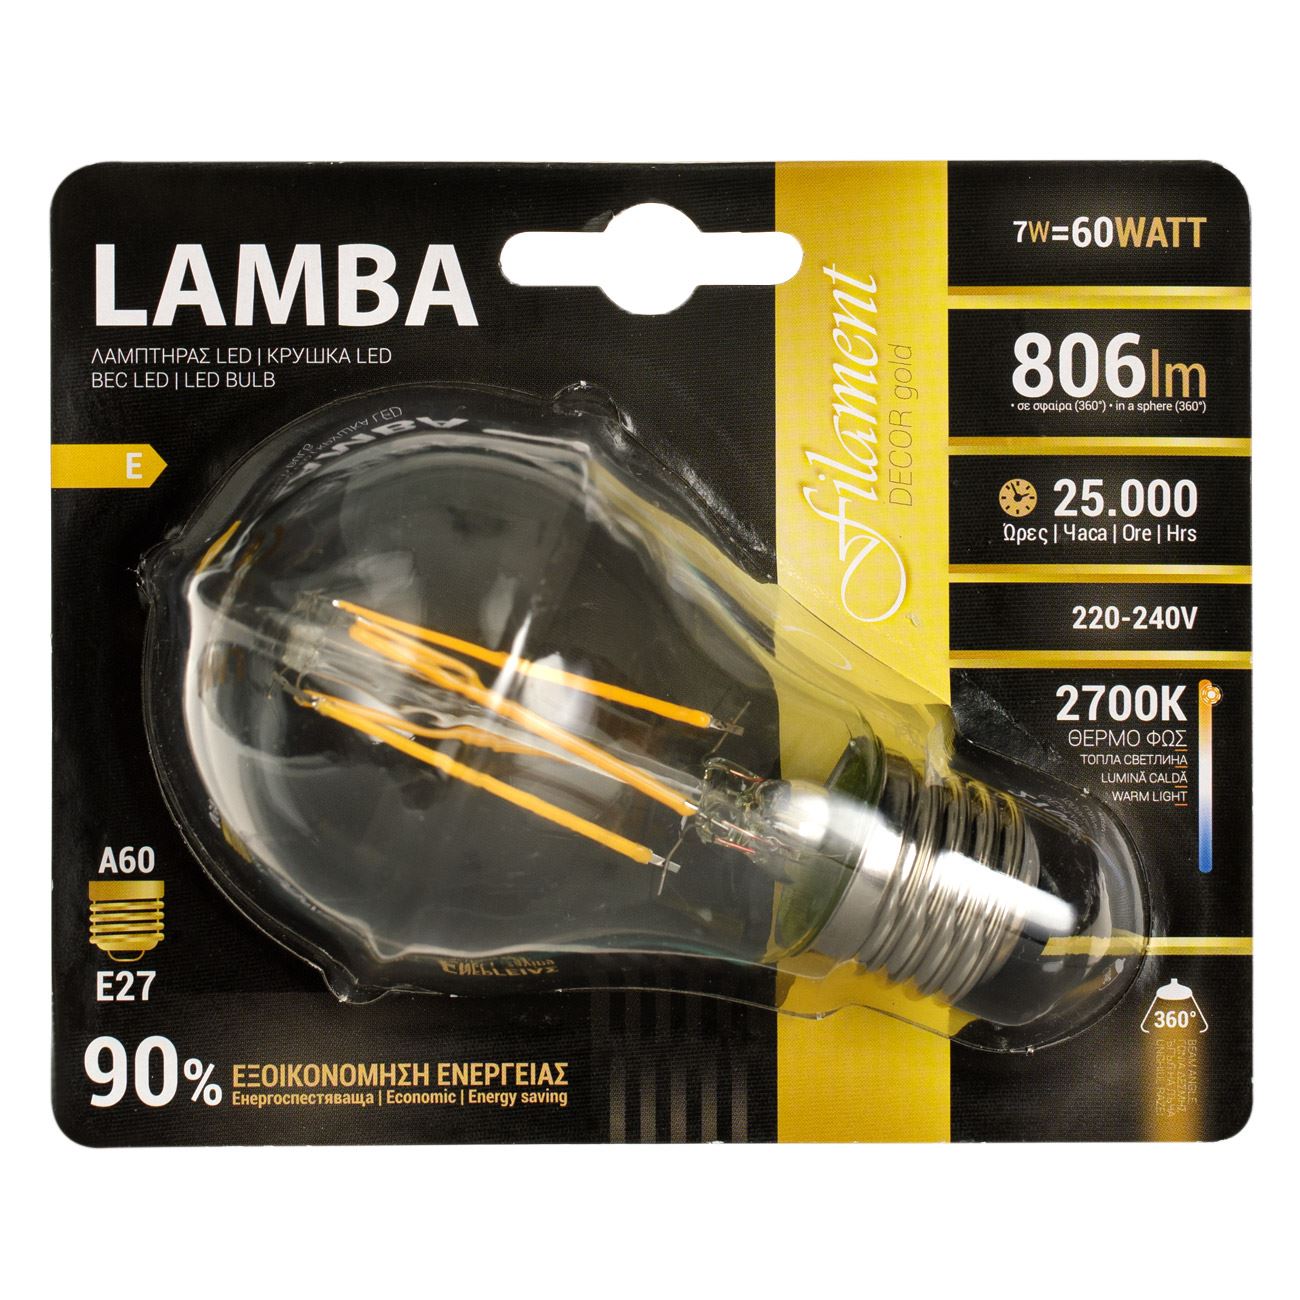 LAMBA
ΛΑΜΠΤΗΡΑΣ LED | КРУШКА LED
BEC LED | LED BULB
E
A60
E27
90% ΕΞΟΙΚΟΝΟΜΗΣΗ ΕΝΕΡΓΕΙΑΣ
Енергоспестяваща | Economic | Energy saving
filament
DECOR gold
7W=60WATT
806lm
• σε σφαίρα (360°) • in a sphere (360°)
25.000
Ώρες | Часа | Ore | Hrs
220-240V
2700K
ΘΕΡΜΟ ΦΩΣ
ТОПЛА СВЕТЛИНА
LUMINĂ CALDĂ
WARM LIGHT
360°
BEAM ANGLE